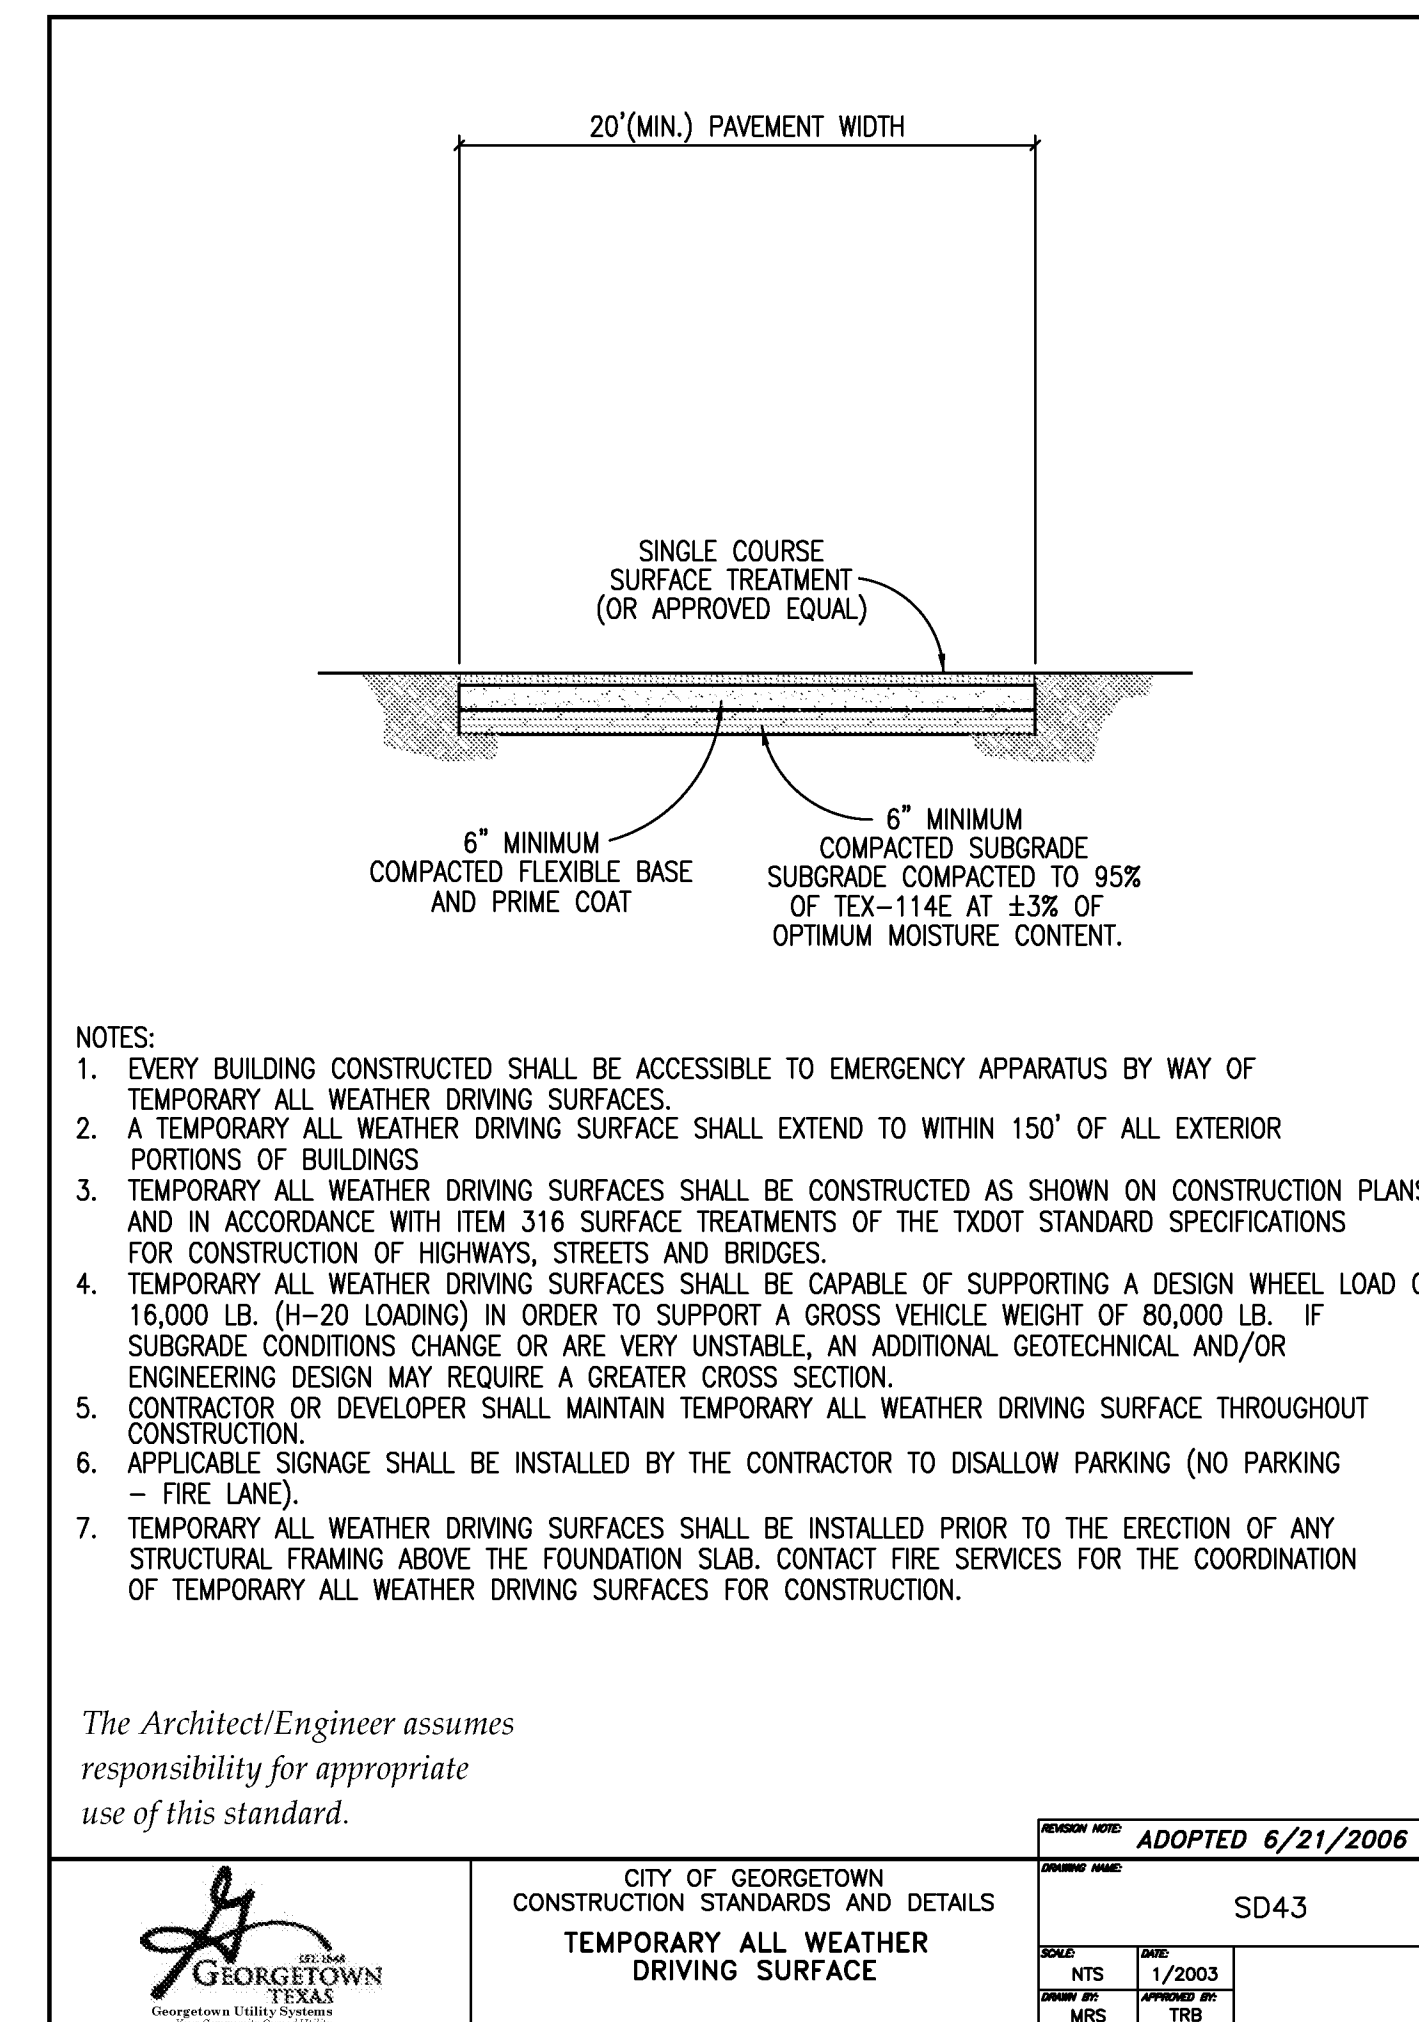 20'(MIN.) PAVEMENT WIDTH
SINGLE COURSE
SURFACE TREATMENT
(OR APPROVED EQUAL)
6" MINIMUM
COMPACTED FLEXIBLE BASE
AND PRIME COAT
6" MINIMUM
COMPACTED SUBGRADE
SUBGRADE COMPACTED TO 95%
OF TEX-114E AT ±3% OF
OPTIMUM MOISTURE CONTENT.
NOTES:
1. EVERY BUILDING CONSTRUCTED SHALL BE ACCESSIBLE TO EMERGENCY APPARATUS BY WAY OF
TEMPORARY ALL WEATHER DRIVING SURFACES.
2. A TEMPORARY ALL WEATHER DRIVING SURFACE SHALL EXTEND TO WITHIN 150' OF ALL EXTERIOR
PORTIONS OF BUILDINGS
3. TEMPORARY ALL WEATHER DRIVING SURFACES SHALL BE CONSTRUCTED AS SHOWN ON CONSTRUCTION PLANS
AND IN ACCORDANCE WITH ITEM 316 SURFACE TREATMENTS OF THE TXDOT STANDARD SPECIFICATIONS
FOR CONSTRUCTION OF HIGHWAYS, STREETS AND BRIDGES.
4. TEMPORARY ALL WEATHER DRIVING SURFACES SHALL BE CAPABLE OF SUPPORTING A DESIGN WHEEL LOAD
16,000 LB. (H-20 LOADING) IN ORDER TO SUPPORT A GROSS VEHICLE WEIGHT OF 80,000 LB. IF
SUBGRADE CONDITIONS CHANGE OR ARE VERY UNSTABLE, AN ADDITIONAL GEOTECHNICAL AND/OR
ENGINEERING DESIGN MAY REQUIRE A GREATER CROSS SECTION.
5. CONTRACTOR OR DEVELOPER SHALL MAINTAIN TEMPORARY ALL WEATHER DRIVING SURFACE THROUGHOUT
CONSTRUCTION.
6. APPLICABLE SIGNAGE SHALL BE INSTALLED BY THE CONTRACTOR TO DISALLOW PARKING (NO PARKING
- FIRE LANE).
7. TEMPORARY ALL WEATHER DRIVING SURFACES SHALL BE INSTALLED PRIOR TO THE ERECTION OF ANY
STRUCTURAL FRAMING ABOVE THE FOUNDATION SLAB. CONTACT FIRE SERVICES FOR THE COORDINATION
OF TEMPORARY ALL WEATHER DRIVING SURFACES FOR CONSTRUCTION.
The Architect/Engineer assumes
responsibility for appropriate
use of this standard.
REVISION NOTE: ADOPTED 6/21/2006
EST. 1848
GEORGETOWN
TEXAS
Georgetown Utility Systems
CITY OF GEORGETOWN
CONSTRUCTION STANDARDS AND DETAILS
TEMPORARY ALL WEATHER
DRIVING SURFACE
DRAWING NAME:
SD43
SCALE: NTS
DATE: 1/2003
DRAWN BY: MRS
APPROVED BY: TRB